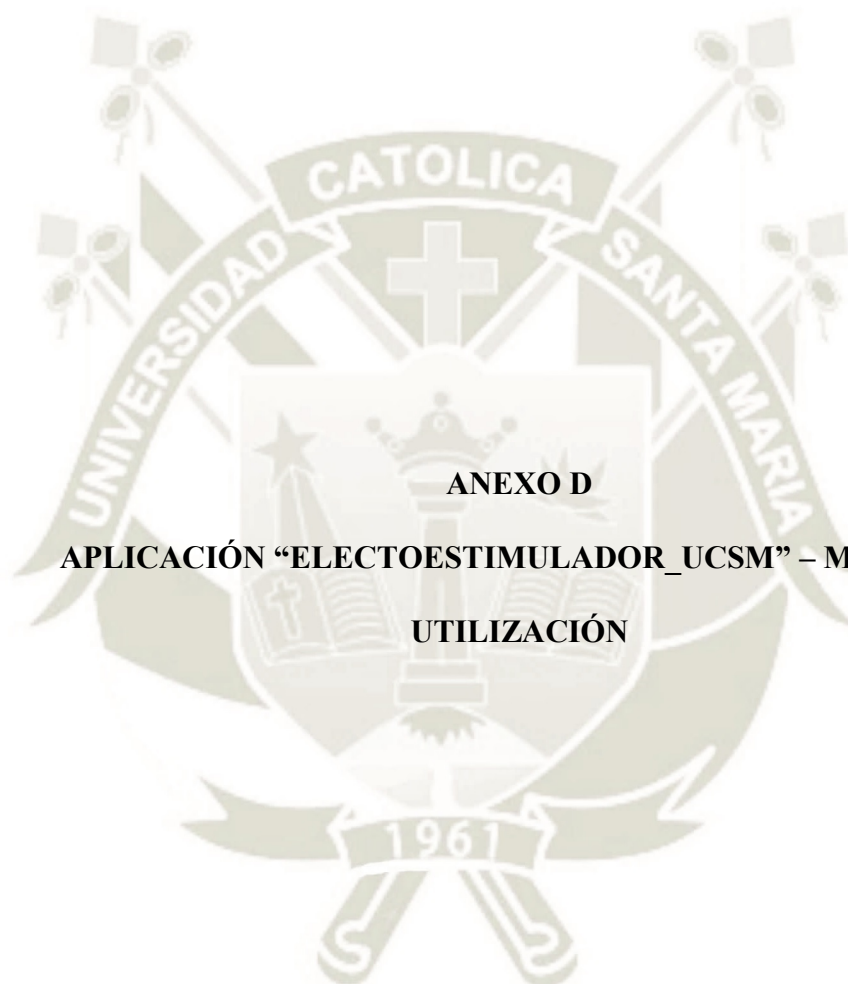 UNIVERSIDAD CATOLICA SANTA MARIA
ANEXO D
APLICACIÓN “ELECTOESTIMULADOR_UCSM” – M
UTILIZACIÓN
1961